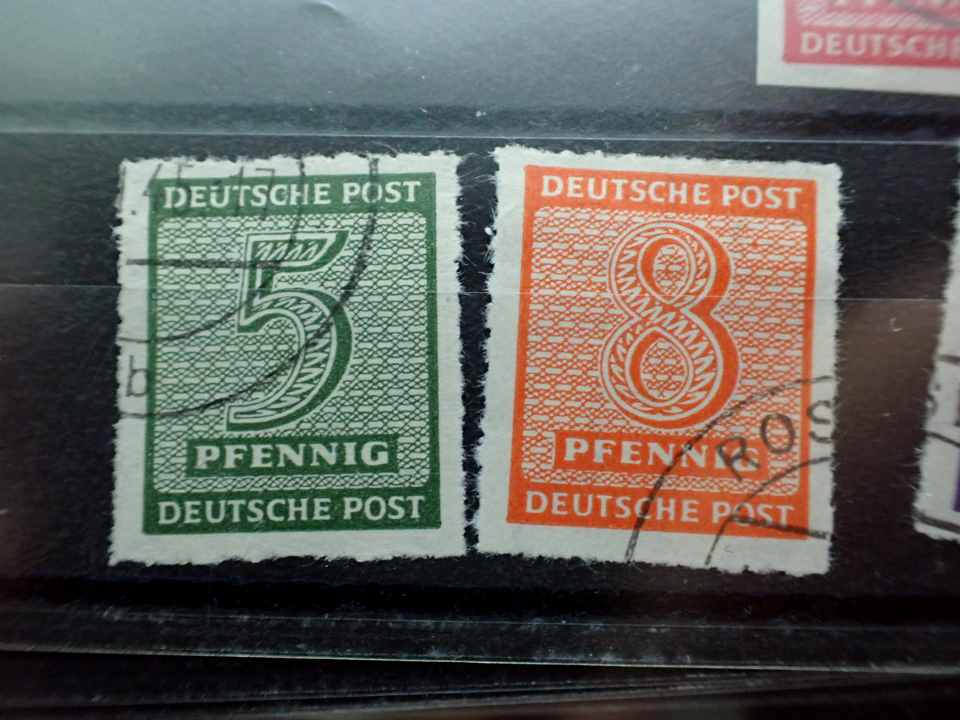 DEUTSCHE
DEUTSCHE POST
5
PFENNIG
DEUTSCHE POST
b
DEUTSCHE POST
8
PFENNIG
DEUTSCHE POST
ROS